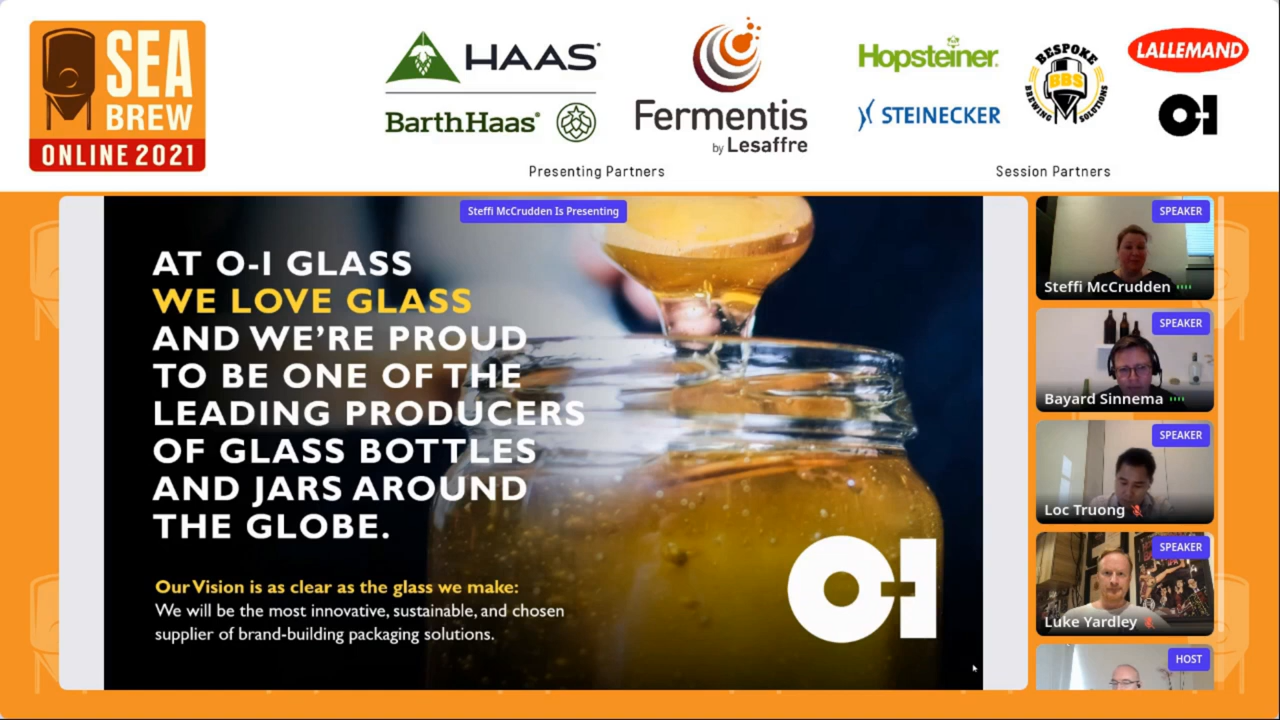 SEA
BREW
ONLINE 2021
HAAS®
BarthHaas®
Fermentis
by Lesaffre
Hopsteiner®
STEINECKER
BESPOKE
BBS
BREWING SOLUTIONS
LALLEMAND
O-I
Presenting Partners
Session Partners
Steffi McCrudden Is Presenting
AT O-I GLASS
WE LOVE GLASS
AND WE'RE PROUD
TO BE ONE OF THE
LEADING PRODUCERS
OF GLASS BOTTLES
AND JARS AROUND
THE GLOBE.
Our Vision is as clear as the glass we make:
We will be the most innovative, sustainable, and chosen
supplier of brand-building packaging solutions.
O-I
SPEAKER
Steffi McCrudden
SPEAKER
Bayard Sinnema
SPEAKER
Loc Truong
SPEAKER
Luke Yardley
HOST